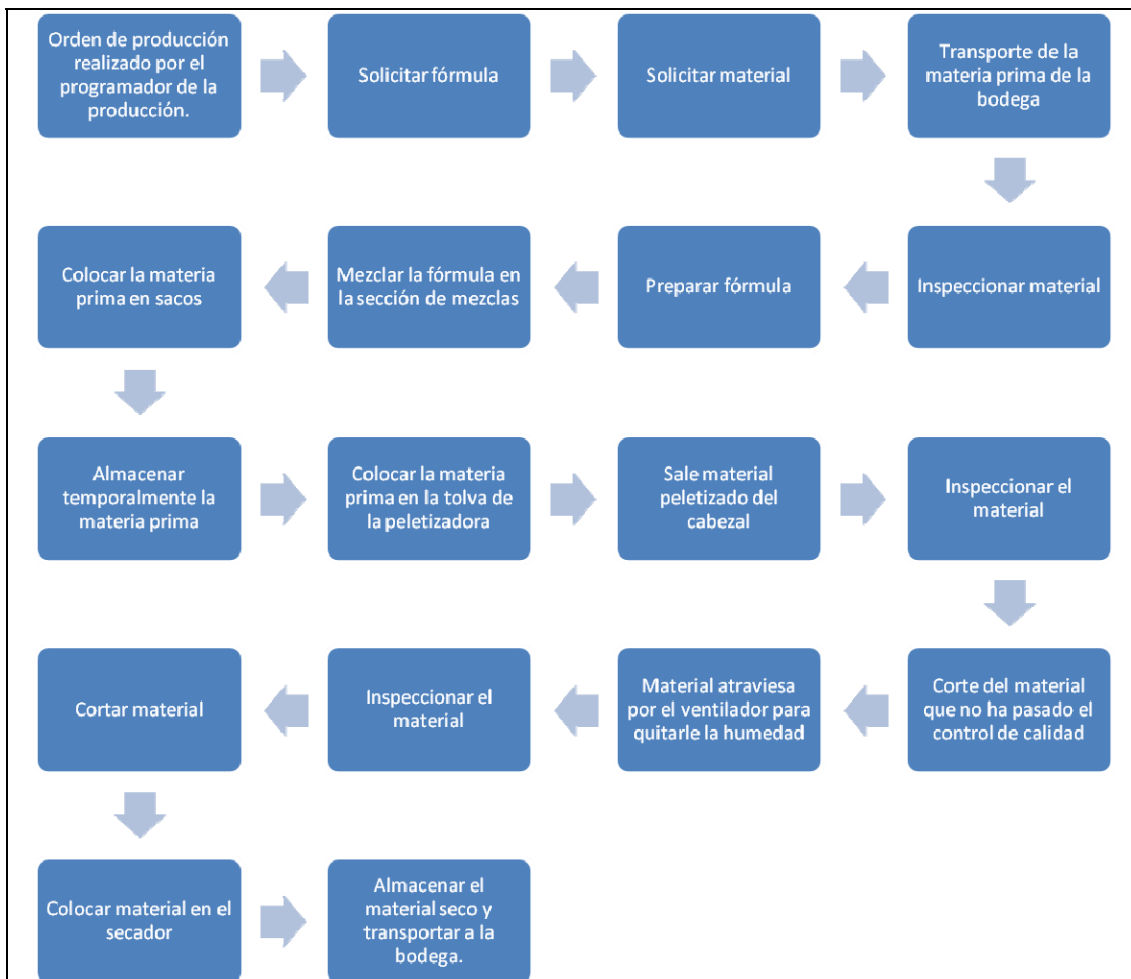 Orden de producción
realizado por el
programador de la
producción.
Solicitar fórmula
Solicitar material
Transporte de la
materia prima de la
bodega
Inspeccionar material
Preparar fórmula
Mezclar la fórmula en
la sección de mezclas
Colocar la materia
prima en sacos
Almacenar
temporalmente la
materia prima
Colocar la materia
prima en la tolva de
la peletizadora
Sale material
peletizado del
cabezal
Inspeccionar el
material
Corte del material
que no ha pasado el
control de calidad
Material atraviesa
por el ventilador para
quitarle la humedad
Inspeccionar el
material
Cortar material
Colocar material en el
secador
Almacenar el
material seco y
transportar a la
bodega.